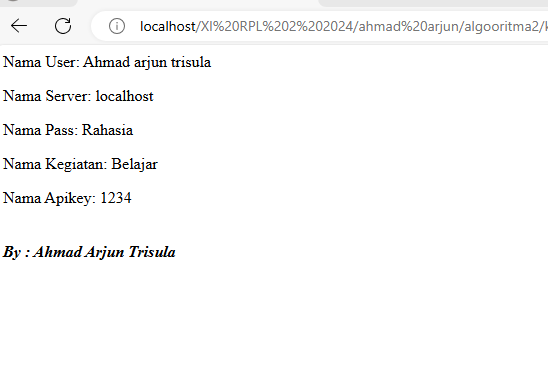 localhost/XI%20RPL%202%202024/ahmad%20arjun/algooritma2/
Nama User: Ahmad arjun trisula
Nama Server: localhost
Nama Pass: Rahasia
Nama Kegiatan: Belajar
Nama Apikey: 1234
By : Ahmad Arjun Trisula